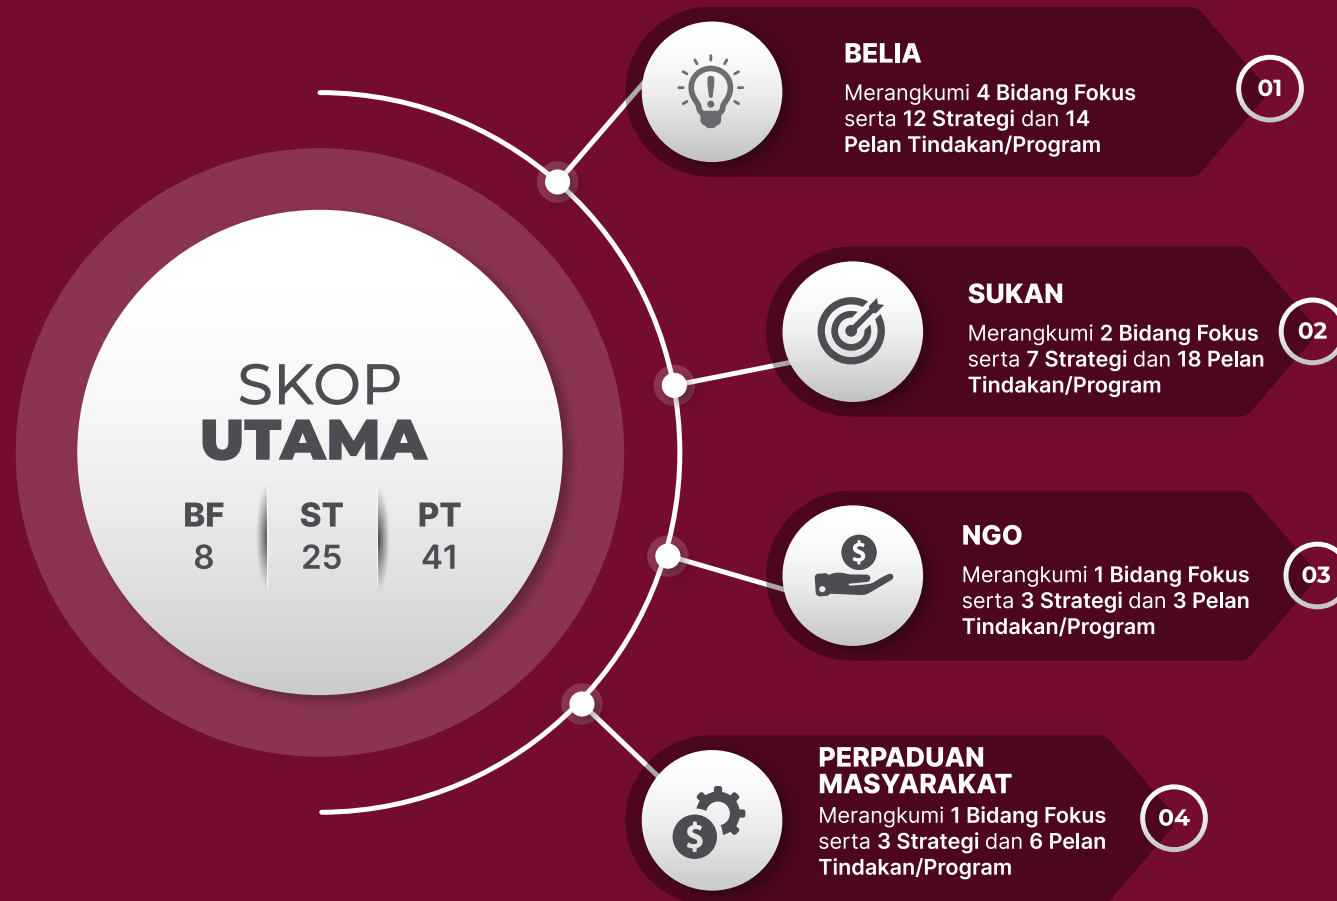 SKOP
UTAMA
BF
8
ST
25
PT
41
BELIA
Merangkumi 4 Bidang Fokus
serta 12 Strategi dan 14
Pelan Tindakan/Program
01
SUKAN
Merangkumi 2 Bidang Fokus
serta 7 Strategi dan 18 Pelan
Tindakan/Program
02
NGO
Merangkumi 1 Bidang Fokus
serta 3 Strategi dan 3 Pelan
Tindakan/Program
03
PERPADUAN
MASYARAKAT
Merangkumi 1 Bidang Fokus
serta 3 Strategi dan 6 Pelan
Tindakan/Program
04